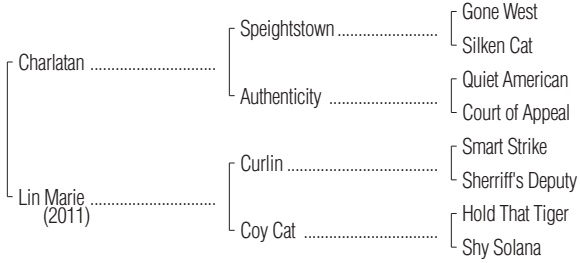 Gone West
Speightstown ........................
Silken Cat
Charlatan ..............................
Quiet American
Authenticity ..........................
Court of Appeal
Smart Strike
Curlin ....................................
Sherriff's Deputy
Lin Marie ..............................
(2011)
Hold That Tiger
Coy Cat ................................
Shy Solana